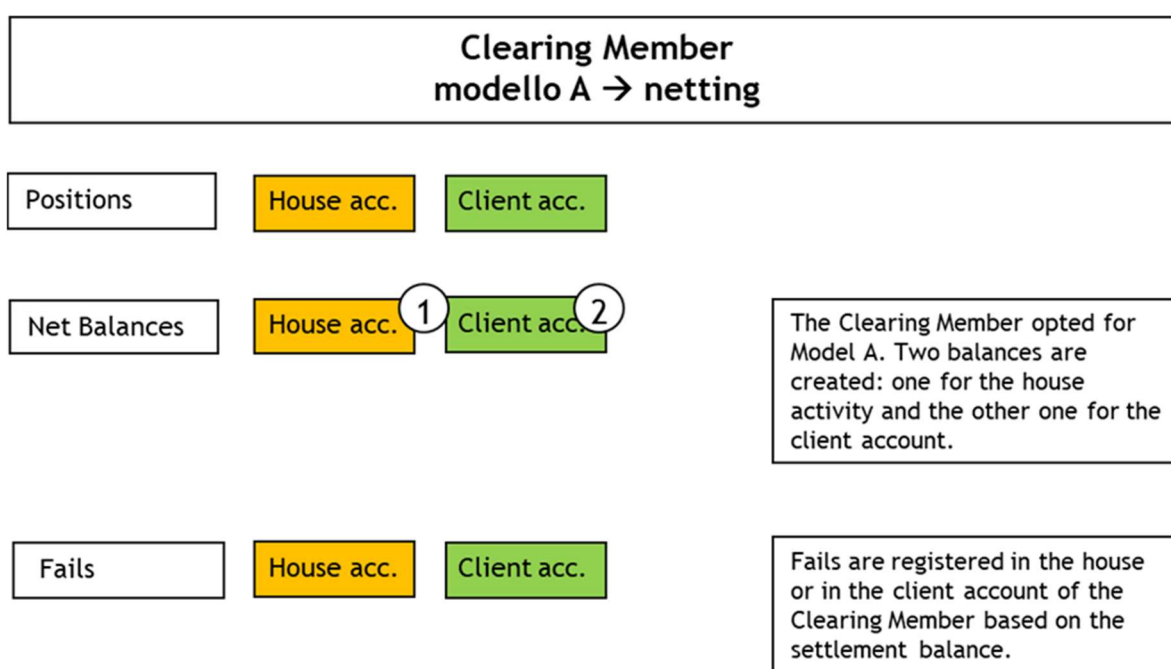 Clearing Member
modello A → netting
Positions
House acc.
Client acc.
Net Balances
House acc.
1
Client acc.
2
The Clearing Member opted for
Model A. Two balances are
created: one for the house
activity and the other one for the
client account.
Fails
House acc.
Client acc.
Fails are registered in the house
or in the client account of the
Clearing Member based on the
settlement balance.